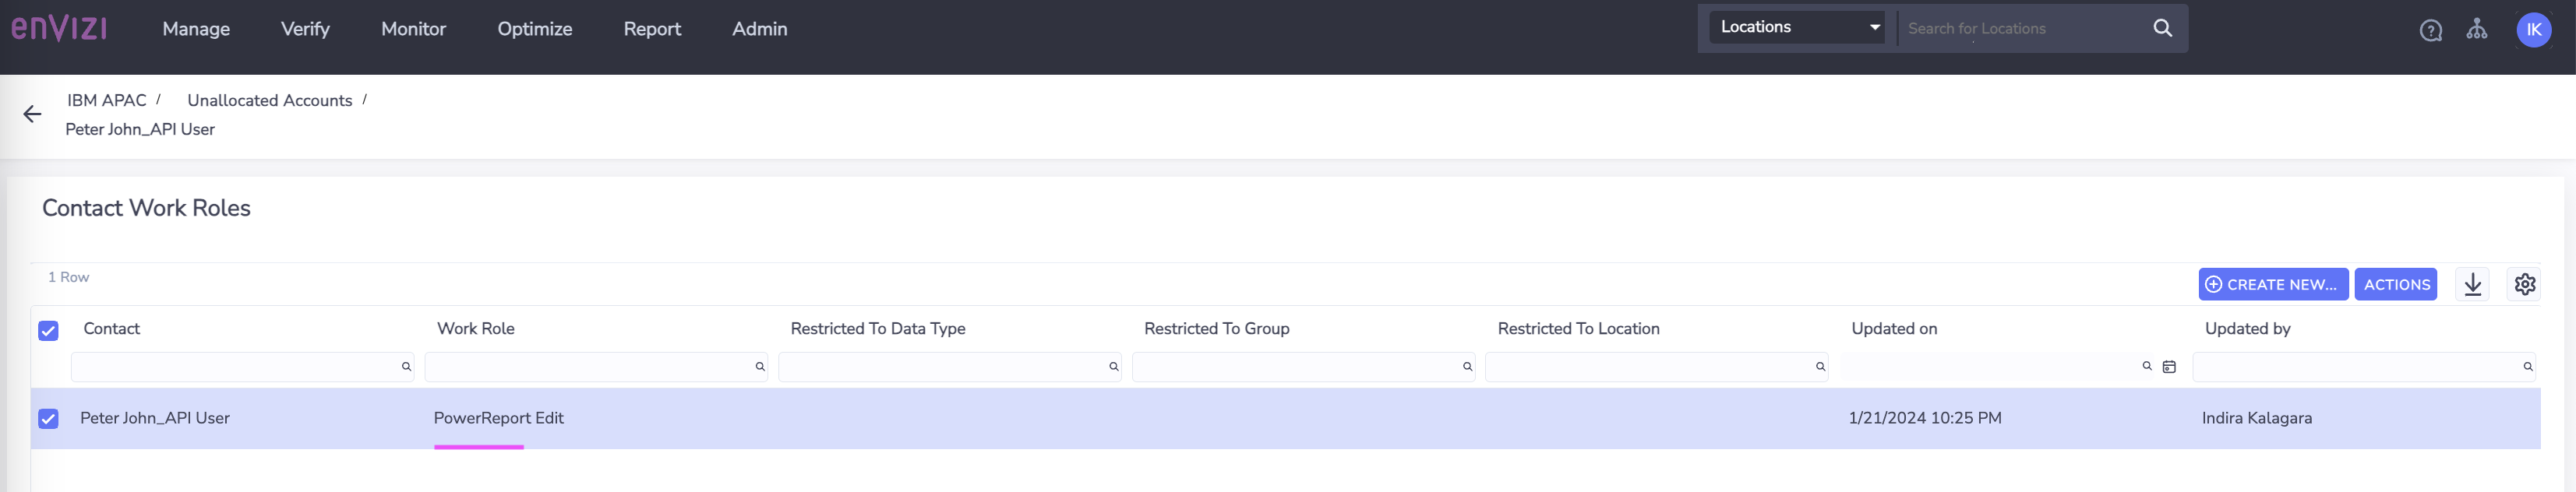 enVIZI Manage Verify Monitor Optimize Report Admin Locations Search for Locations ? IK
IBM APAC / Unallocated Accounts /
Peter John_API User
Contact Work Roles
1 Row CREATE NEW... ACTIONS
Contact Work Role Restricted To Data Type Restricted To Group Restricted To Location Updated on Updated by
Peter John_API User PowerReport Edit 1/21/2024 10:25 PM Indira Kalagara